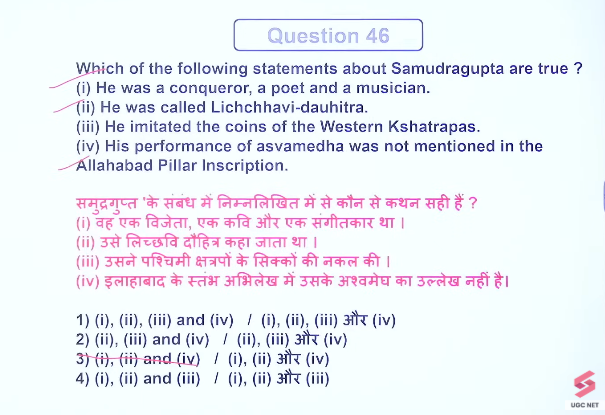 Question 46
Which of the following statements about Samudragupta are true ?
(i) He was a conqueror, a poet and a musician.
(ii) He was called Lichchhavi-dauhitra.
(iii) He imitated the coins of the Western Kshatrapas.
(iv) His performance of asvamedha was not mentioned in the
Allahabad Pillar Inscription.
समुद्रगुप्त 'के संबंध में निम्नलिखित में से कौन से कथन सही हैं ?
(i) वह एक विजेता, एक कवि और एक संगीतकार था ।
(ii) उसे लिच्छवि दौहित्र कहा जाता था ।
(iii) उसने पश्चिमी क्षत्रपों के सिक्कों की नकल की ।
(iv) इलाहाबाद के स्तंभ अभिलेख में उसके अश्वमेघ का उल्लेख नहीं है।
1) (i), (ii), (iii) and (iv) / (i), (ii), (iii) और (iv)
2) (ii), (iii) and (iv) / (ii), (iii) और (iv)
3) (i), (ii) and (iv) / (i), (ii) और (iv)
4) (i), (ii) and (iii) / (i), (ii) और (iii)
UGC NET